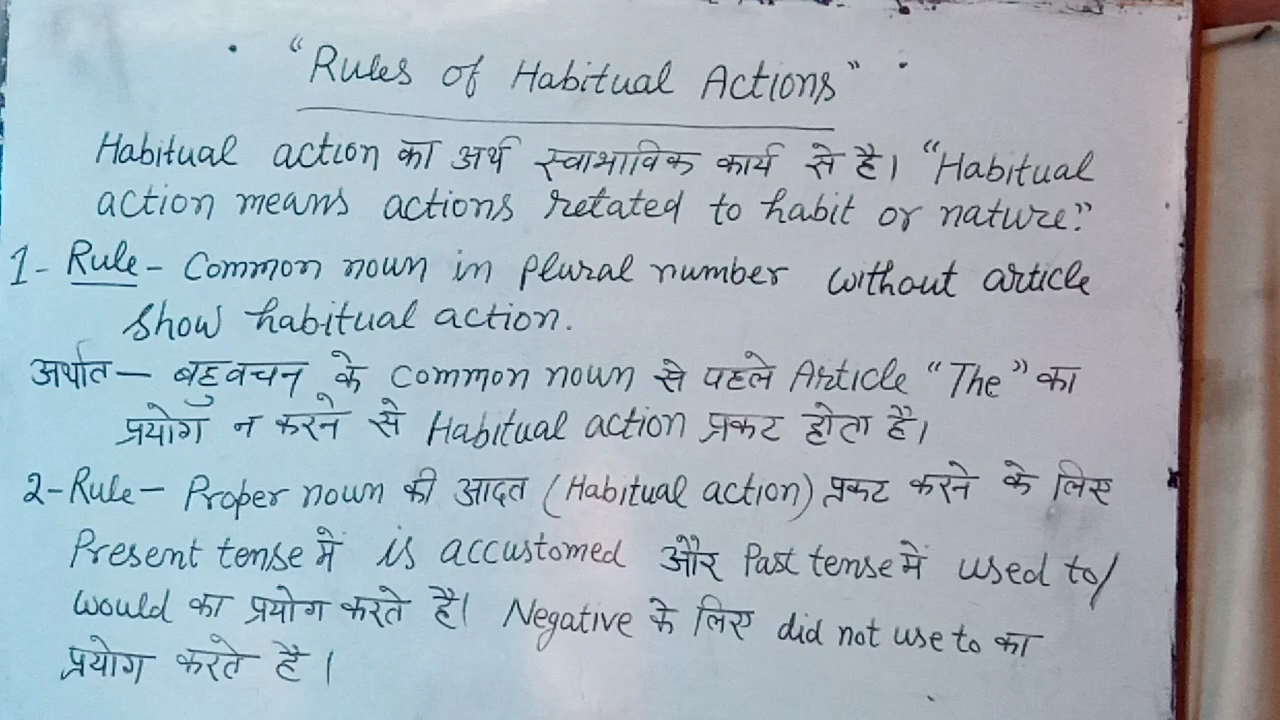 "Rules of Habitual Actions"
Habitual action का अर्थ स्वाभाविक कार्य से है। "Habitual
action means actions retated to habit or nature."
1- Rule - Common noun in plural number without article
show habitual action.
अर्थात — बहुवचन के common noun से पहले Article "The" का
प्रयोग न करने से Habitual action प्रकट होता है।
2-Rule - Proper noun की आदत (Habitual action) प्रकट करने के लिए
Present tense में is accustomed और Past tense में used to/
would का प्रयोग करते है। Negative के लिए did not use to का
प्रयोग करते है।